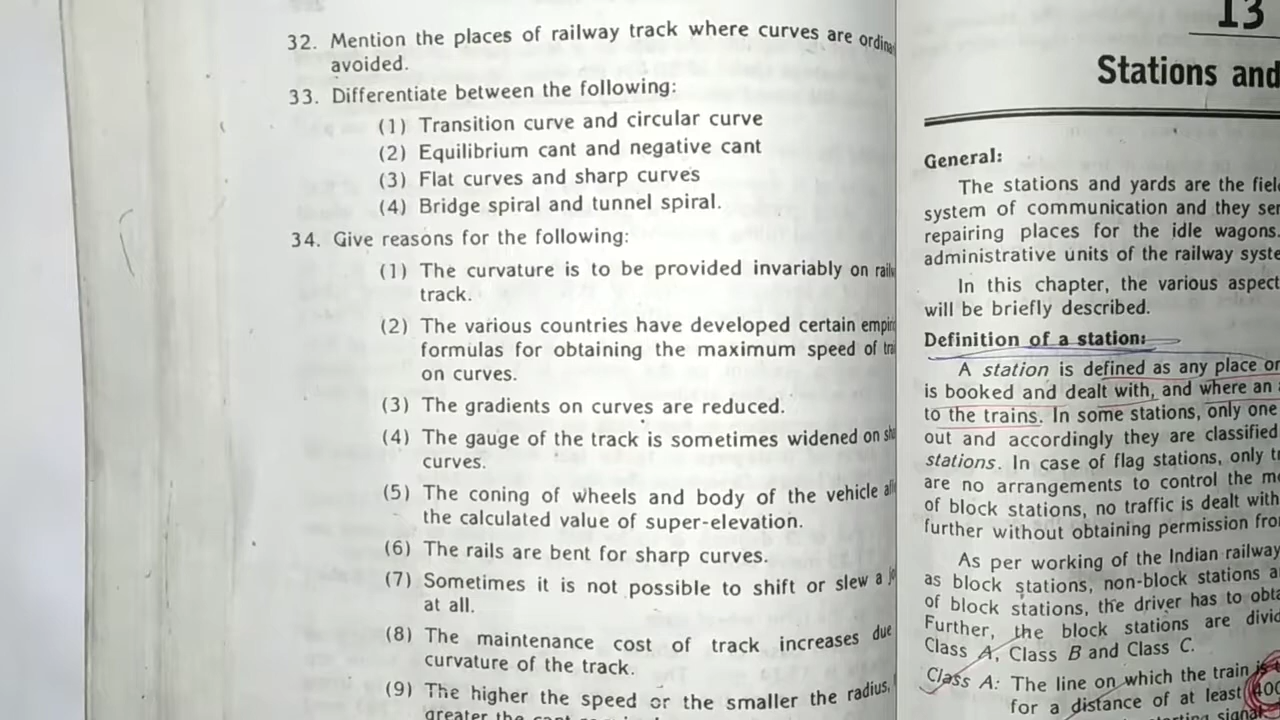 32. Mention the places of railway track where curves are
avoided.
33. Differentiate between the following:
(1) Transition curve and circular curve
(2) Equilibrium cant and negative cant
(3) Flat curves and sharp curves
(4) Bridge spiral and tunnel spiral.
34. Give reasons for the following:
(1) The curvature is to be provided invariably on
track.
(2) The various countries have developed certain
formulas for obtaining the maximum speed of
on curves.
(3) The gradients on curves are reduced.
(4) The gauge of the track is sometimes widened on
curves.
(5) The coning of wheels and body of the vehicle
the calculated value of super-elevation.
(6) The rails are bent for sharp curves.
(7) Sometimes it is not possible to shift or slew a
at all.
(8) The maintenance cost of track increases due
curvature of the track.
(9) The higher the speed or the smaller the radius,
greater the
13
Stations and
General:
The stations and yards are the
system of communication and they
repairing places for the idle wagons.
administrative units of the railway
In this chapter, the various
will be briefly described.
Definition of a station:
A station is defined as any place
is booked and dealt with, and where an
to the trains. In some stations, only one
out and accordingly they are classified
stations. In case of flag stations, only
are no arrangements to control the
of block stations, no traffic is dealt with
further without obtaining permission
As per working of the Indian railway
as block stations, non-block stations
of block stations, the driver has to
Further, the block stations are
Class A, Class B and Class C.
Class A: The line on which the train
for a distance of at least
signal